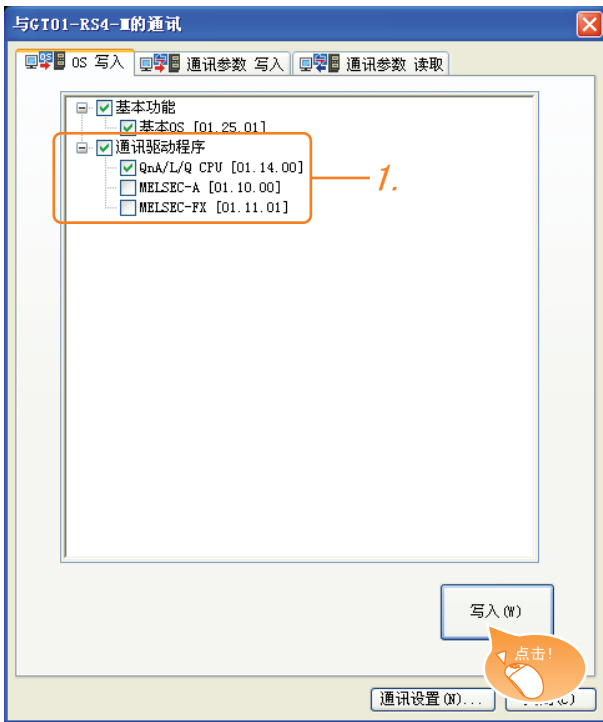 与GT01-RS4-M的通讯
OS 写入 通讯参数 写入 通讯参数 读取
基本功能
基本OS [01.25.01]
通讯驱动程序
QnA/L/Q CPU [01.14.00]
MELSEC-A [01.10.00]
MELSEC-FX [01.11.01]
1.
写入(W)
点击!
通讯设置(N)...